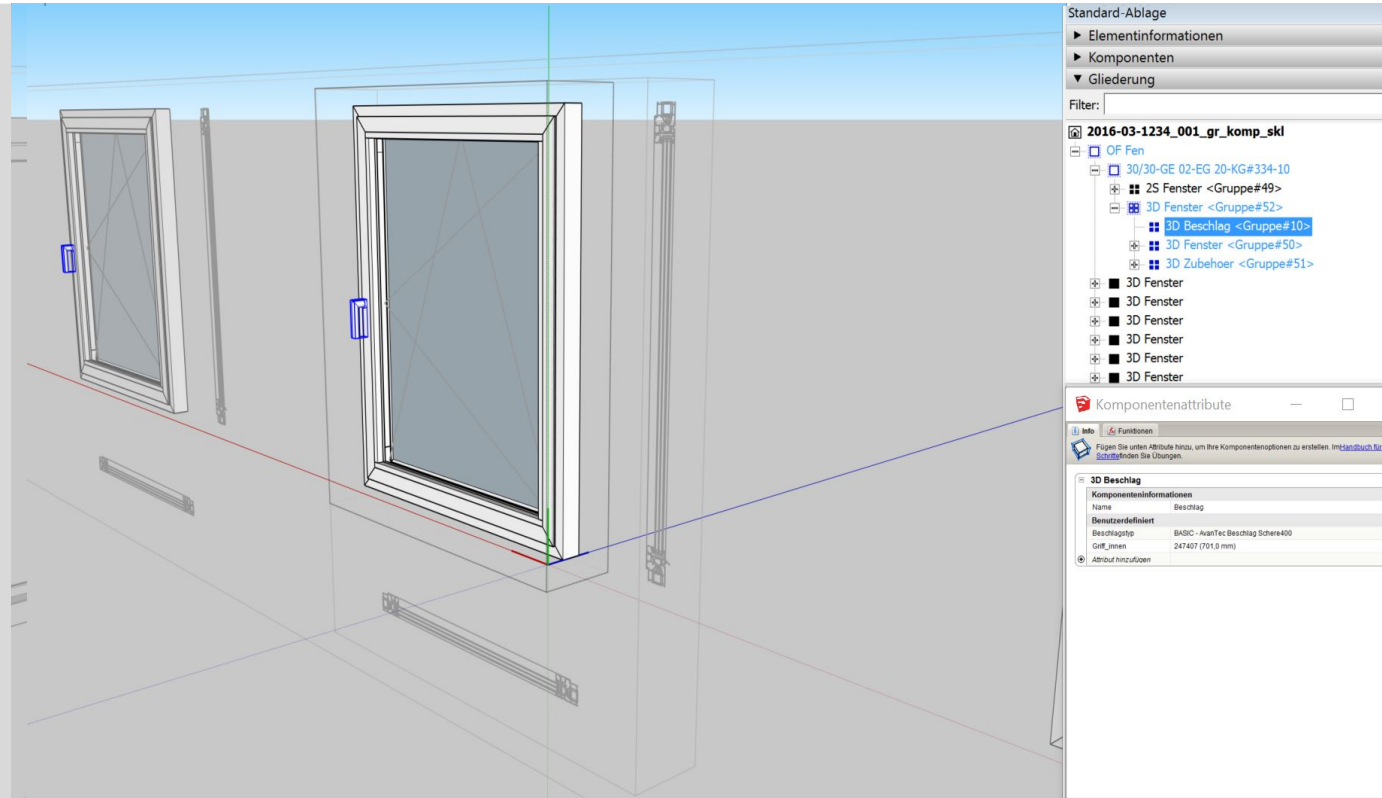 Standard-Ablage
Elementinformationen
Komponenten
Gliederung
Filter:
2016-03-1234_001_gr_komp_skl
OF Fen
30/30-GE 02-EG 20-KG#334-10
2S Fenster <Gruppe#49>
3D Fenster <Gruppe#52>
3D Beschlag <Gruppe#10>
3D Fenster <Gruppe#50>
3D Zubehoer <Gruppe#51>
3D Fenster
3D Fenster
3D Fenster
3D Fenster
3D Fenster
3D Fenster
Komponentenattribute
Info Funktionen
Fügen Sie unten Attribute hinzu, um Ihre Komponentenoptionen zu erstellen. ImHandbuch für
Schrittefinden Sie Übungen.
3D Beschlag
Komponenteninformationen
Name Beschlag
Benutzerdefiniert
Beschlagstyp BASIC - AvanTec Beschlag Schere400
Griff_innen 247407 (701,0 mm)
Attribut hinzufügen